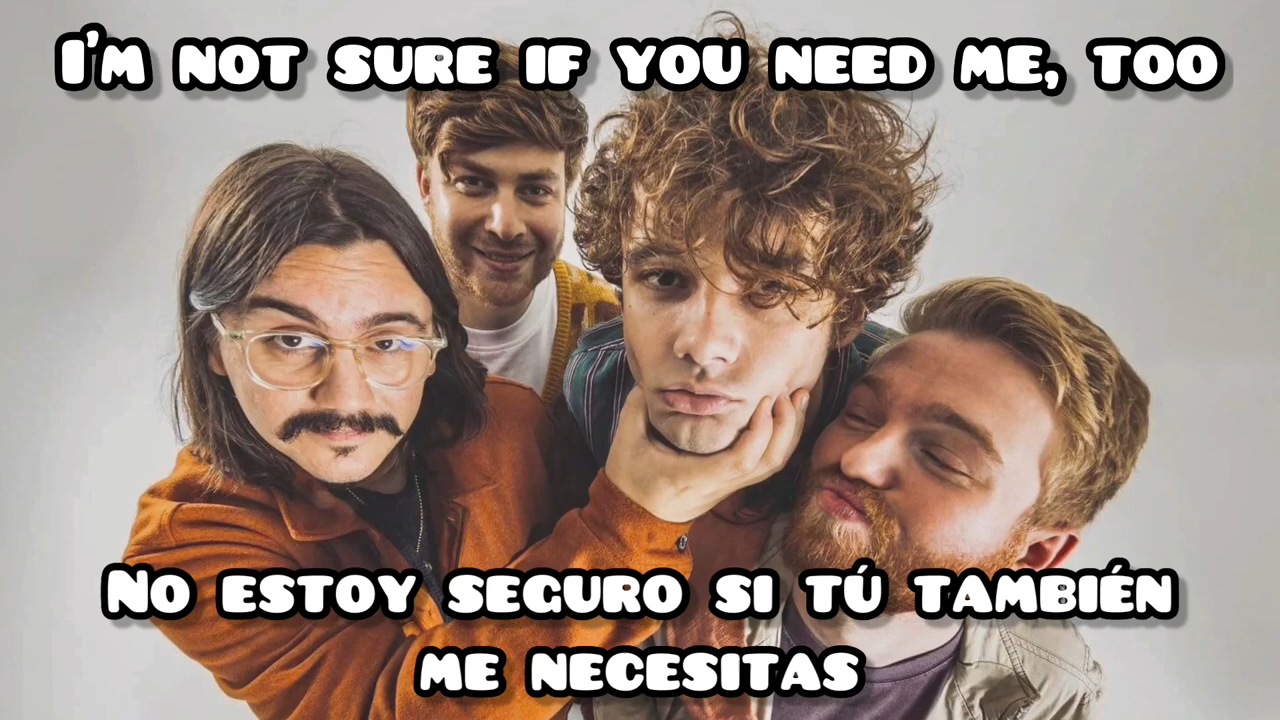 I'm not sure if you need me, too
No estoy seguro si tú también
me necesitas